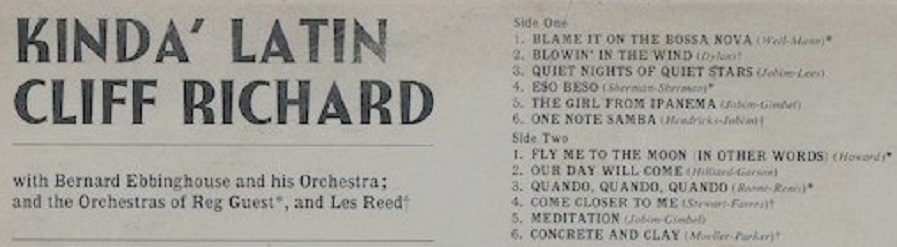 KINDA' LATIN
CLIFF RICHARD
with Bernard Ebbinghouse and his Orchestra;
and the Orchestras of Reg Guest*, and Les Reed†
Side One
1. BLAME IT ON THE BOSSA NOVA (Weil-Mann)*
2. BLOWIN' IN THE WIND (Dylan)†
3. QUIET NIGHTS OF QUIET STARS (Jobim-Lees)
4. ESO BESO (Sherman-Sherman)*
5. THE GIRL FROM IPANEMA (Jobim-Gimbel)
6. ONE NOTE SAMBA (Hendricks-Jobim)†
Side Two
1. FLY ME TO THE MOON (IN OTHER WORDS) (Howard)*
2. OUR DAY WILL COME (Hilliard-Garson)
3. QUANDO, QUANDO, QUANDO (Boone-Renis)*
4. COME CLOSER TO ME (Stewart-Farres)†
5. MEDITATION (Jobim-Gimbel)
6. CONCRETE AND CLAY (Moeller-Parker)†